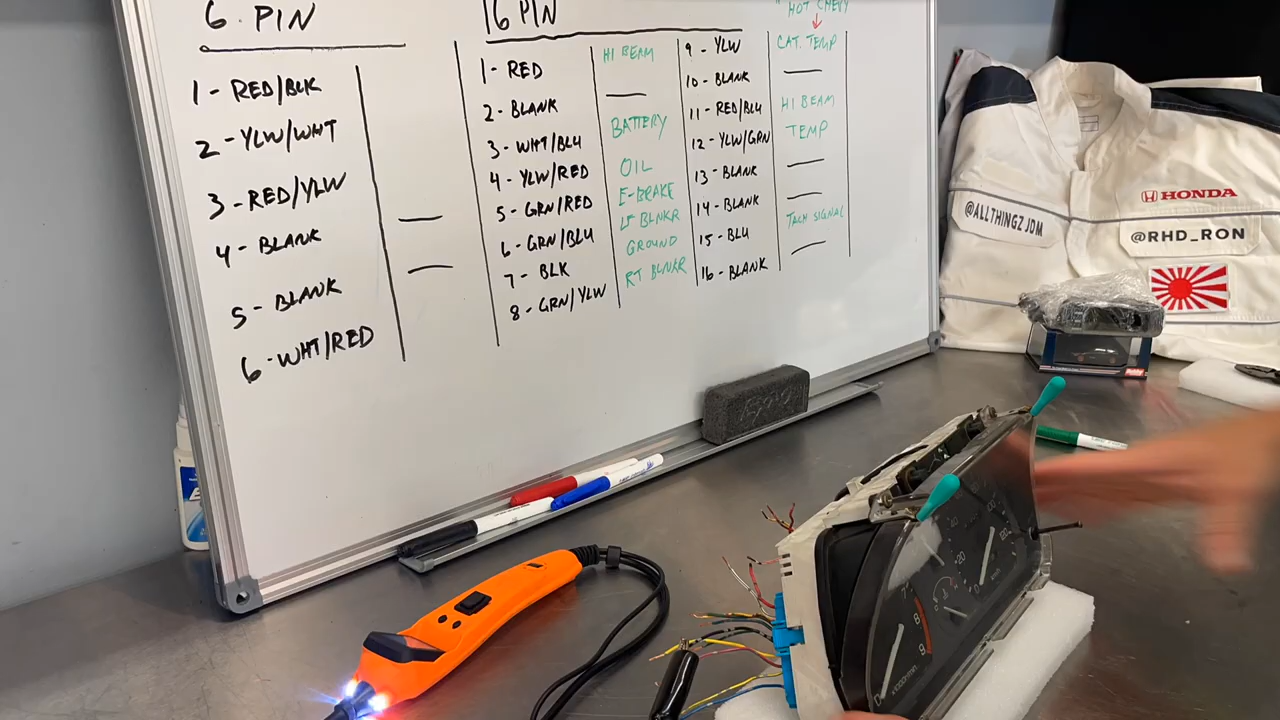 6 PIN
1 - RED/BLK
2 - YLW/WHT
3 - RED/YLW
4 - BLANK
5 - BLANK
6 - WHT/RED
16 PIN
1 - RED
2 - BLANK
3 - WHT/BLU
4 - YLW/RED
5 - GRN/RED
6 - GRN/BLU
7 - BLK
8 - GRN/YLW
HI BEAM
BATTERY
OIL
E-BRAKE
LF BLNKR
GROUND
RT BLNKR
9 - YLW
10 - BLANK
11 - RED/BLU
12 - YLW/GRN
13 - BLANK
14 - BLANK
15 - BLU
16 - BLANK
"HOT CHEVY
CAT. TEMP
HI BEAM
TEMP
TACH SIGNAL
HONDA
@ALLTHINGZJDM
@RHD_RON